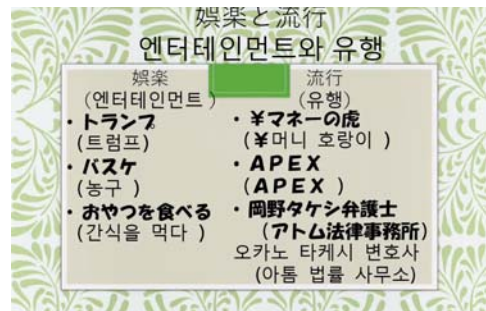 娯楽と流行
엔터테인먼트와 유행
娯楽
(엔터테인먼트 )
・トランプ
(트럼프)
・バスケ
(농구 )
・おやつを食べる
(간식을 먹다 )
流行
(유행)
・¥マネーの虎
(¥머니 호랑이 )
・APEX
(APEX )
・岡野タケシ弁護士
(アトム法律事務所)
오카노 타케시 변호사
(아톰 법률 사무소)